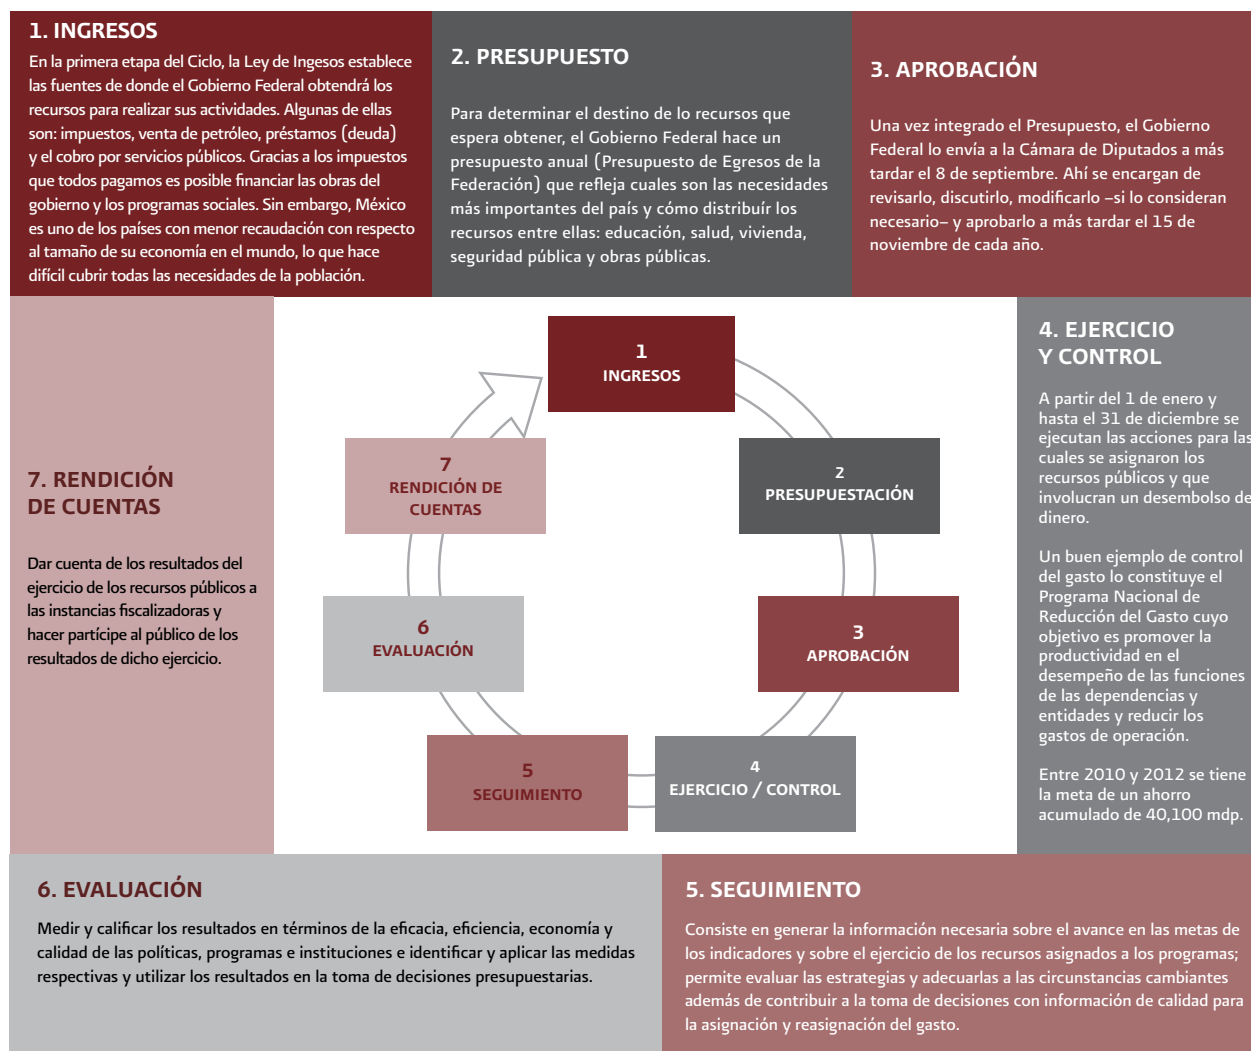 1. INGRESOS
En la primera etapa del Ciclo, la Ley de Ingesos establece
las fuentes de donde el Gobierno Federal obtendrá los
recursos para realizar sus actividades. Algunas de ellas
son: impuestos, venta de petróleo, préstamos (deuda)
y el cobro por servicios públicos. Gracias a los impuestos
que todos pagamos es posible financiar las obras del
gobierno y los programas sociales. Sin embargo, México
es uno de los países con menor recaudación con respecto
al tamaño de su economía en el mundo, lo que hace
difícil cubrir todas las necesidades de la población.
2. PRESUPUESTO
Para determinar el destino de lo recursos que
espera obtener, el Gobierno Federal hace un
presupuesto anual (Presupuesto de Egresos de la
Federación) que refleja cuales son las necesidades
más importantes del país y cómo distribuír los
recursos entre ellas: educación, salud, vivienda,
seguridad pública y obras públicas.
3. APROBACIÓN
Una vez integrado el Presupuesto, el Gobierno
Federal lo envía a la Cámara de Diputados a más
tardar el 8 de septiembre. Ahí se encargan de
revisarlo, discutirlo, modificarlo –si lo consideran
necesario– y aprobarlo a más tardar el 15 de
noviembre de cada año.
4. EJERCICIO
Y CONTROL
A partir del 1 de enero y
hasta el 31 de diciembre se
ejecutan las acciones para las
cuales se asignaron los
recursos públicos y que
involucran un desembolso de
dinero.
Un buen ejemplo de control
del gasto lo constituye el
Programa Nacional de
Reducción del Gasto cuyo
objetivo es promover la
productividad en el
desempeño de las funciones
de las dependencias y
entidades y reducir los
gastos de operación.
Entre 2010 y 2012 se tiene
la meta de un ahorro
acumulado de 40,100 mdp.
1
INGRESOS
2
PRESUPUESTACIÓN
3
APROBACIÓN
4
EJERCICIO / CONTROL
5
SEGUIMIENTO
6
EVALUACIÓN
7
RENDICIÓN DE
CUENTAS
7. RENDICIÓN
DE CUENTAS
Dar cuenta de los resultados del
ejercicio de los recursos públicos a
las instancias fiscalizadoras y
hacer partícipe al público de los
resultados de dicho ejercicio.
6. EVALUACIÓN
Medir y calificar los resultados en términos de la eficacia, eficiencia, economía y
calidad de las políticas, programas e instituciones e identificar y aplicar las medidas
respectivas y utilizar los resultados en la toma de decisiones presupuestarias.
5. SEGUIMIENTO
Consiste en generar la información necesaria sobre el avance en las metas de
los indicadores y sobre el ejercicio de los recursos asignados a los programas;
permite evaluar las estrategias y adecuarlas a las circunstancias cambiantes
además de contribuir a la toma de decisiones con información de calidad para
la asignación y reasignación del gasto.